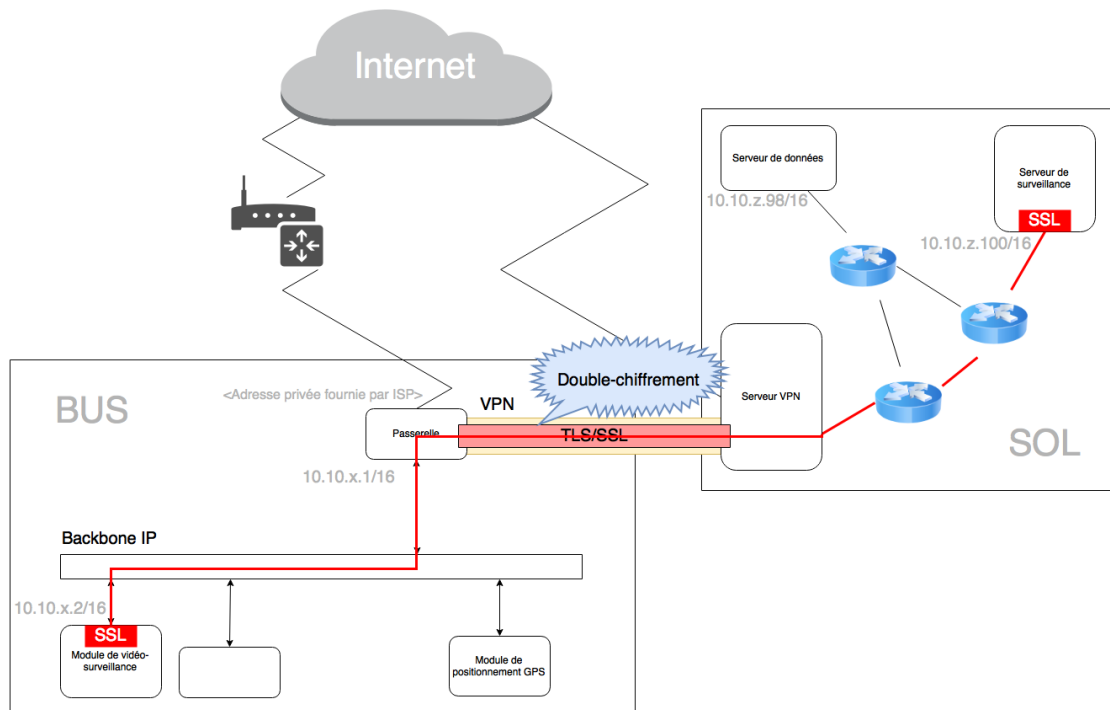 Internet
Serveur de données
10.10.z.98/16
Serveur de
surveillance
SSL
10.10.z.100/16
Double-chiffrement
<Adresse privée fournie par ISP>
BUS
VPN
Passerelle
TLS/SSL
Serveur VPN
SOL
10.10.x.1/16
Backbone IP
10.10.x.2/16
SSL
Module de vidéo-
surveillance
Module de
positionnement GPS